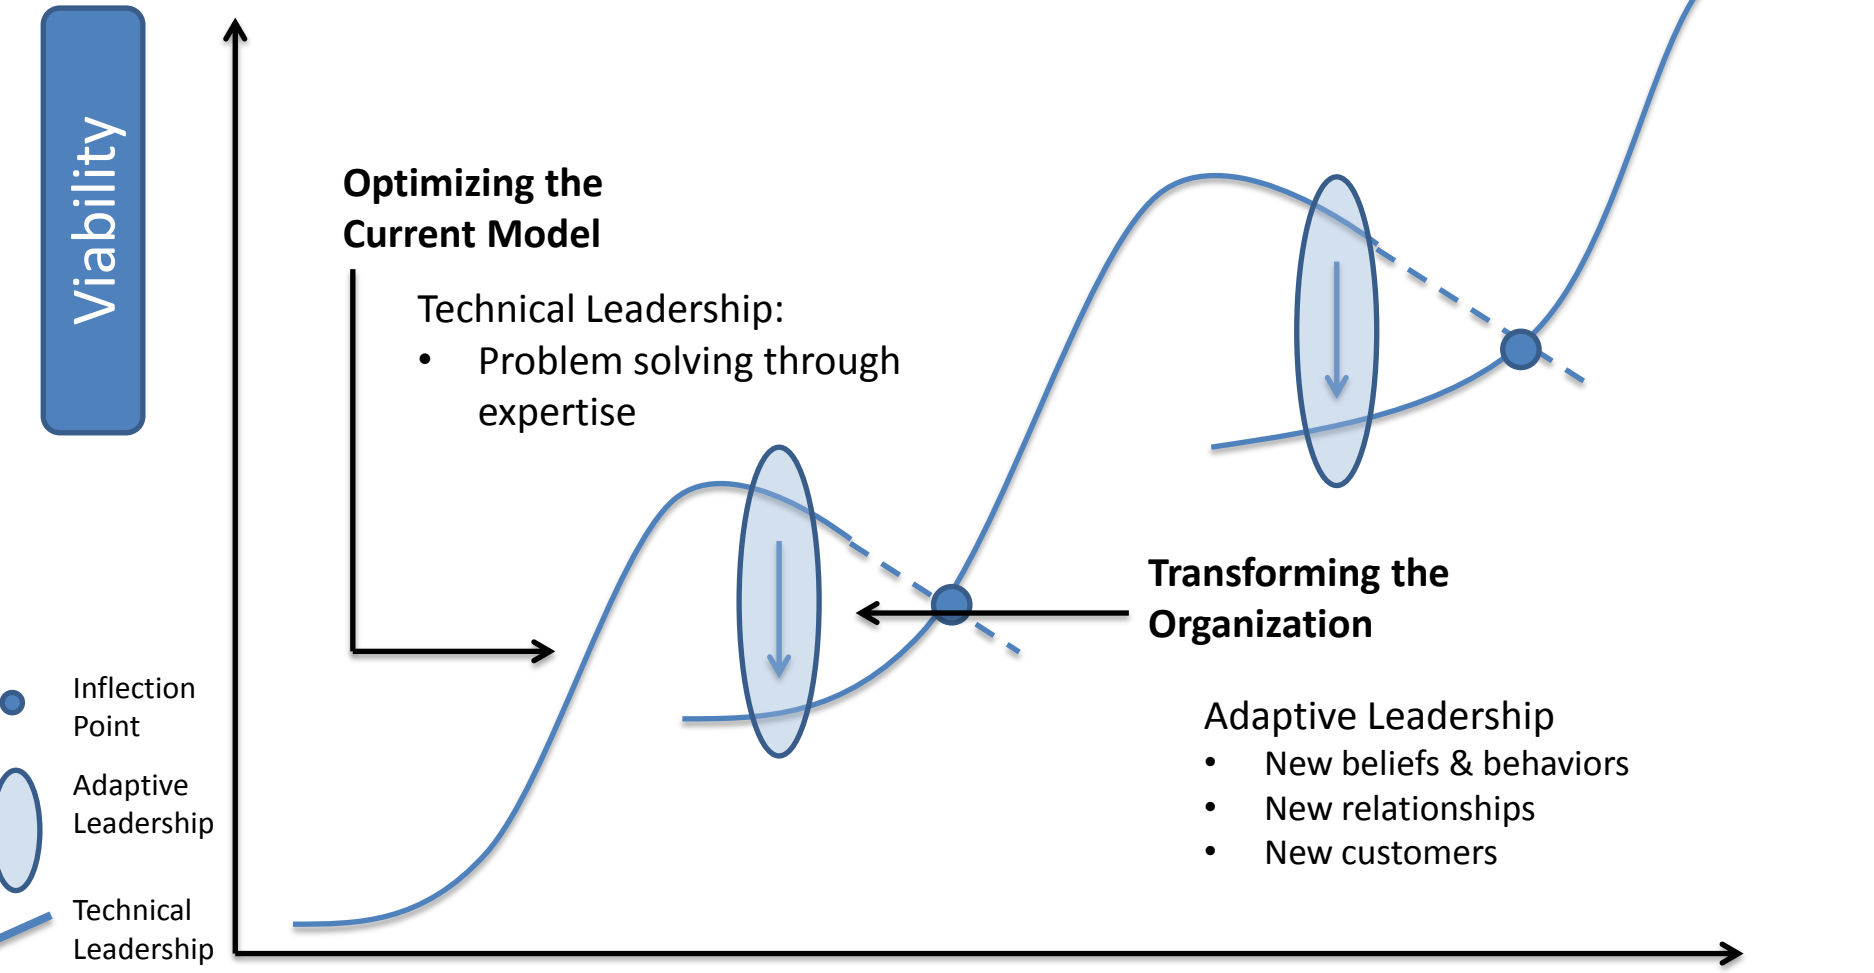 Viability
Optimizing the
Current Model
Technical Leadership:
• Problem solving through
expertise
Transforming the
Organization
Adaptive Leadership
• New beliefs & behaviors
• New relationships
• New customers
Inflection
Point
Adaptive
Leadership
Technical
Leadership